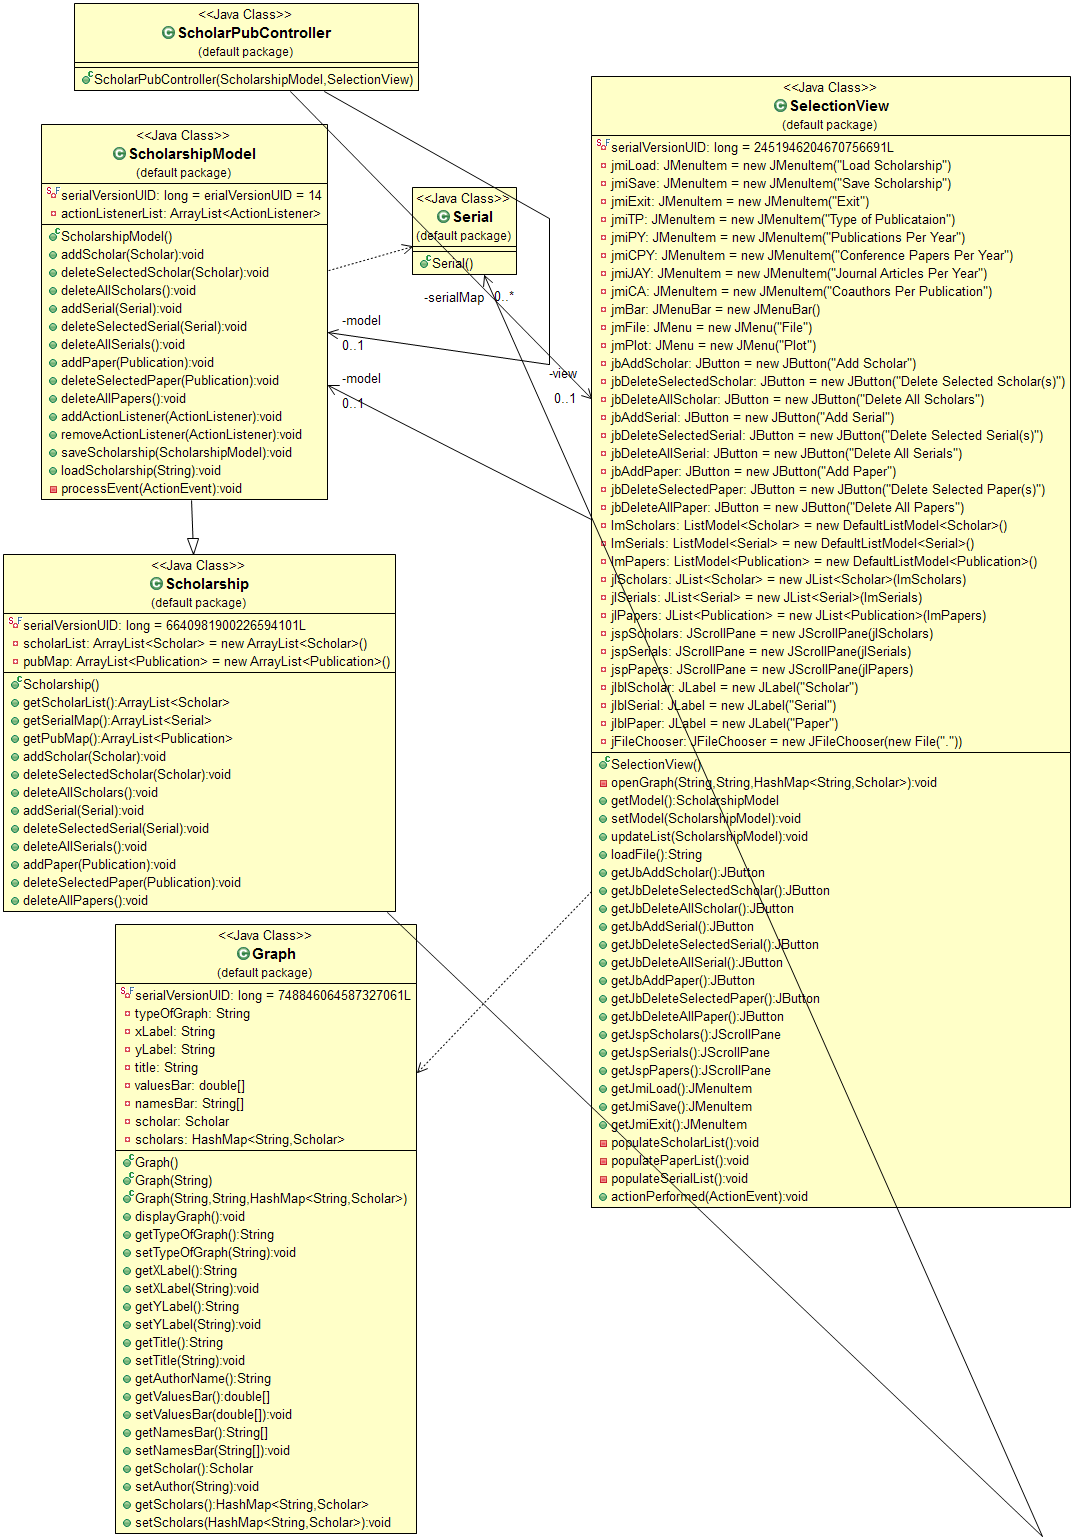 <<Java Class>>
ScholarPubController
(default package)
ScholarPubController(ScholarshipModel,SelectionView)
<<Java Class>>
ScholarshipModel
(default package)
serialVersionUID: long = erialVersionUID = 14
actionListenerList: ArrayList<ActionListener>
ScholarshipModel()
addScholar(Scholar):void
deleteSelectedScholar(Scholar):void
deleteAllScholars():void
addSerial(Serial):void
deleteSelectedSerial(Serial):void
deleteAllSerials():void
addPaper(Publication):void
deleteSelectedPaper(Publication):void
deleteAllPapers():void
addActionListener(ActionListener):void
removeActionListener(ActionListener):void
saveScholarship(ScholarshipModel):void
loadScholarship(String):void
processEvent(ActionEvent):void
<<Java Class>>
Serial
(default package)
Serial()
-serialMap
0..*
-model
0..1
-model
0..1
-view
0..1
<<Java Class>>
Scholarship
(default package)
serialVersionUID: long = 6640981900226594101L
scholarList: ArrayList<Scholar> = new ArrayList<Scholar>()
pubMap: ArrayList<Publication> = new ArrayList<Publication>()
Scholarship()
getScholarList():ArrayList<Scholar>
getSerialMap():ArrayList<Serial>
getPubMap():ArrayList<Publication>
addScholar(Scholar):void
deleteSelectedScholar(Scholar):void
deleteAllScholars():void
addSerial(Serial):void
deleteSelectedSerial(Serial):void
deleteAllSerials():void
addPaper(Publication):void
deleteSelectedPaper(Publication):void
deleteAllPapers():void
<<Java Class>>
Graph
(default package)
serialVersionUID: long = 748846064587327061L
typeOfGraph: String
xLabel: String
yLabel: String
title: String
valuesBar: double[]
namesBar: String[]
scholar: Scholar
scholars: HashMap<String,Scholar>
Graph()
Graph(String)
Graph(String,String,HashMap<String,Scholar>)
displayGraph():void
getTypeOfGraph():String
setTypeOfGraph(String):void
getXLabel():String
setXLabel(String):void
getYLabel():String
setYLabel(String):void
getTitle():String
setTitle(String):void
getAuthorName():String
getValuesBar():double[]
setValuesBar(double[]):void
getNamesBar():String[]
setNamesBar(String[]):void
getScholar():Scholar
setAuthor(String):void
getScholars():HashMap<String,Scholar>
setScholars(HashMap<String,Scholar>):void
<<Java Class>>
SelectionView
(default package)
serialVersionUID: long = 2451946204670756691L
jmiLoad: JMenuItem = new JMenuItem("Load Scholarship")
jmiSave: JMenuItem = new JMenuItem("Save Scholarship")
jmiExit: JMenuItem = new JMenuItem("Exit")
jmiTP: JMenuItem = new JMenuItem("Type of Publicataion")
jmiPY: JMenuItem = new JMenuItem("Publications Per Year")
jmiCPY: JMenuItem = new JMenuItem("Conference Papers Per Year")
jmiJAY: JMenuItem = new JMenuItem("Journal Articles Per Year")
jmiCA: JMenuItem = new JMenuItem("Coauthors Per Publication")
jmBar: JMenuBar = new JMenuBar()
jmFile: JMenu = new JMenu("File")
jmPlot: JMenu = new JMenu("Plot")
jbAddScholar: JButton = new JButton("Add Scholar")
jbDeleteSelectedScholar: JButton = new JButton("Delete Selected Scholar(s)")
jbDeleteAllScholar: JButton = new JButton("Delete All Scholars")
jbAddSerial: JButton = new JButton("Add Serial")
jbDeleteSelectedSerial: JButton = new JButton("Delete Selected Serial(s)")
jbDeleteAllSerial: JButton = new JButton("Delete All Serials")
jbAddPaper: JButton = new JButton("Add Paper")
jbDeleteSelectedPaper: JButton = new JButton("Delete Selected Paper(s)")
jbDeleteAllPaper: JButton = new JButton("Delete All Papers")
lmScholars: ListModel<Scholar> = new DefaultListModel<Scholar>()
lmSerials: ListModel<Serial> = new DefaultListModel<Serial>()
lmPapers: ListModel<Publication> = new DefaultListModel<Publication>()
jlScholars: JList<Scholar> = new JList<Scholar>(lmScholars)
jlSerials: JList<Serial> = new JList<Serial>(lmSerials)
jlPapers: JList<Publication> = new JList<Publication>(lmPapers)
jspScholars: JScrollPane = new JScrollPane(jlScholars)
jspSerials: JScrollPane = new JScrollPane(jlSerials)
jspPapers: JScrollPane = new JScrollPane(jlPapers)
jlblScholar: JLabel = new JLabel("Scholar")
jlblSerial: JLabel = new JLabel("Serial")
jlblPaper: JLabel = new JLabel("Paper")
jFileChooser: JFileChooser = new JFileChooser(new File("."))
SelectionView()
openGraph(String,String,HashMap<String,Scholar>):void
getModel():ScholarshipModel
setModel(ScholarshipModel):void
updateList(ScholarshipModel):void
loadFile():String
getJbAddScholar():JButton
getJbDeleteSelectedScholar():JButton
getJbDeleteAllScholar():JButton
getJbAddSerial():JButton
getJbDeleteSelectedSerial():JButton
getJbDeleteAllSerial():JButton
getJbAddPaper():JButton
getJbDeleteSelectedPaper():JButton
getJbDeleteAllPaper():JButton
getJspScholars():JScrollPane
getJspSerials():JScrollPane
getJspPapers():JScrollPane
getJmiLoad():JMenuItem
getJmiSave():JMenuItem
getJmiExit():JMenuItem
populateScholarList():void
populatePaperList():void
populateSerialList():void
actionPerformed(ActionEvent):void